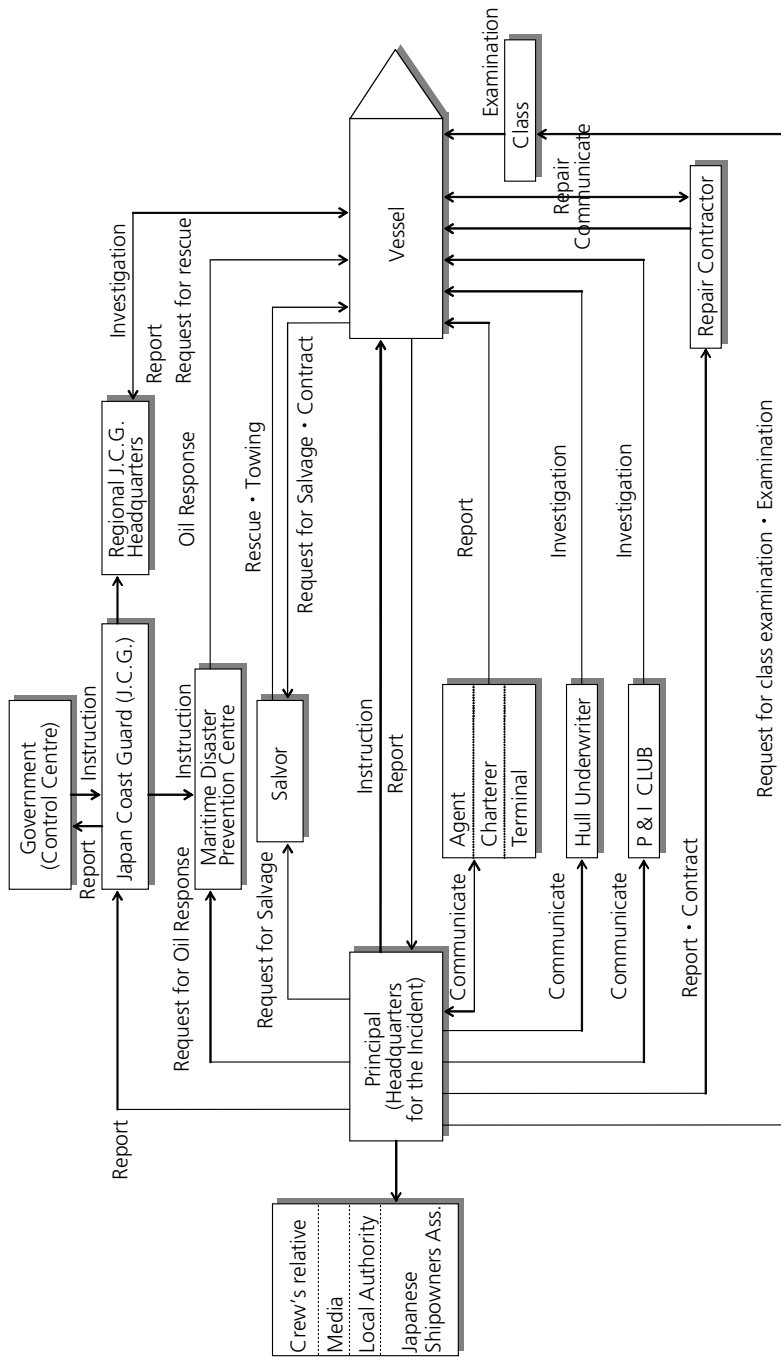 Government
(Control Centre)
Report
Instruction
Japan Coast Guard (J.C.G.)
Regional J.C.G.
Headquarters
Investigation
Report
Request for rescue
Report
Instruction
Request for Oil Response
Maritime Disaster
Prevention Centre
Oil Response
Request for Salvage
Salvor
Rescue・Towing
Request for Salvage・Contract
Crew's relative
Media
Local Authority
Japanese
Shipowners Ass.
Principal
(Headquarters
for the Incident)
Instruction
Report
Vessel
Communicate
Agent
Charterer
Terminal
Report
Communicate
Hull Underwriter
Investigation
Communicate
P & I CLUB
Investigation
Repair
Communicate
Examination
Class
Report・Contract
Repair Contractor
Request for class examination・Examination